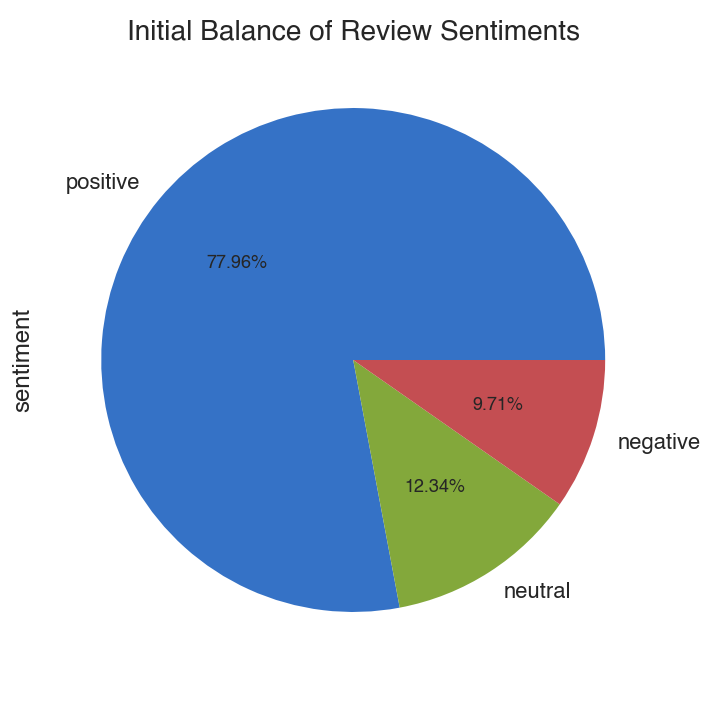 Initial Balance of Review Sentiments
positive
77.96%
sentiment
9.71%
negative
12.34%
neutral